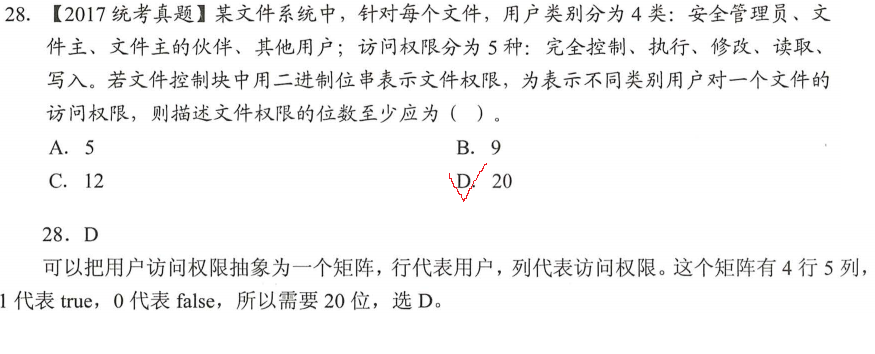 28. 【2017 统考真题】某文件系统中，针对每个文件，用户类别分为 4 类：安全管理员、文
件主、文件主的伙伴、其他用户；访问权限分为 5 种：完全控制、执行、修改、读取、
写入。若文件控制块中用二进制位串表示文件权限，为表示不同类别用户对一个文件的
访问权限，则描述文件权限的位数至少应为（ ）。
A. 5 B. 9
C. 12 D. 20
28. D
可以把用户访问权限抽象为一个矩阵，行代表用户，列代表访问权限。这个矩阵有 4 行 5 列，
1 代表 true，0 代表 false，所以需要 20 位，选 D。